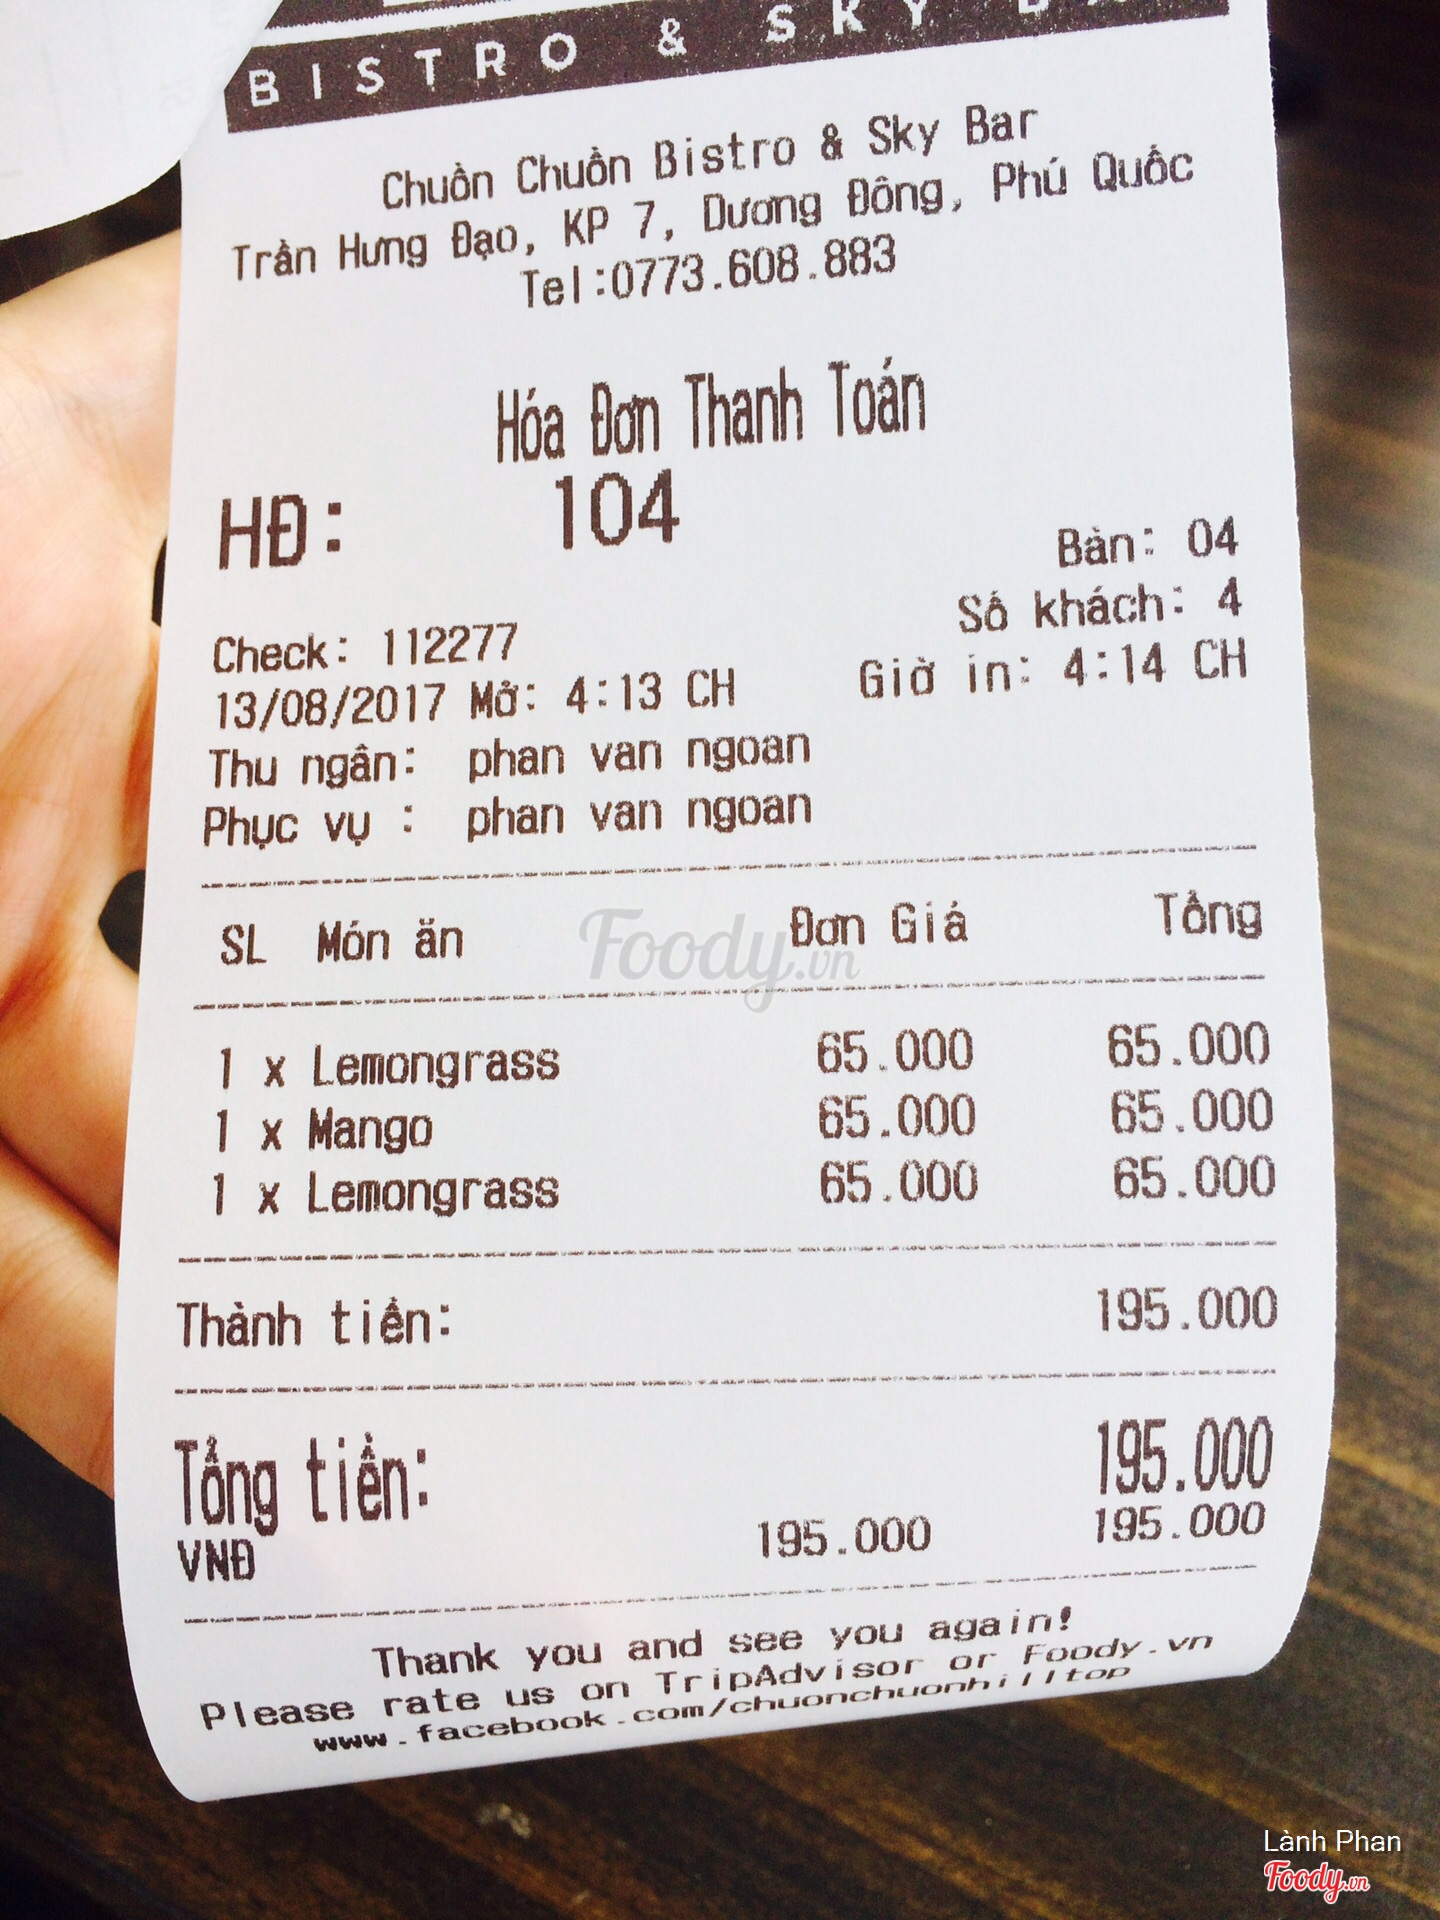 BISTRO & SKY
Chuồn Chuồn Bistro & Sky Bar
Trần Hưng Đạo, KP 7, Dương Đông, Phú Quốc
Tel:0773.608.883
Hóa Đơn Thanh Toán
HĐ: 104
Bàn: 04
Số khách: 4
Check: 112277
13/08/2017 Mở: 4:13 CH Giờ in: 4:14 CH
Thu ngân: phan van ngoan
Phục vụ : phan van ngoan
SL Món ăn Đơn Giá Tổng
Foody.vn
1 x Lemongrass 65.000 65.000
1 x Mango 65.000 65.000
1 x Lemongrass 65.000 65.000
Thành tiền: 195.000
Tổng tiền: 195.000
VNĐ 195.000 195.000
Thank you and see you again!
Please rate us on TripAdvisor or Foody.vn
www.facebook.com/chuonchuonhilltop
Lành Phan
Foody.vn